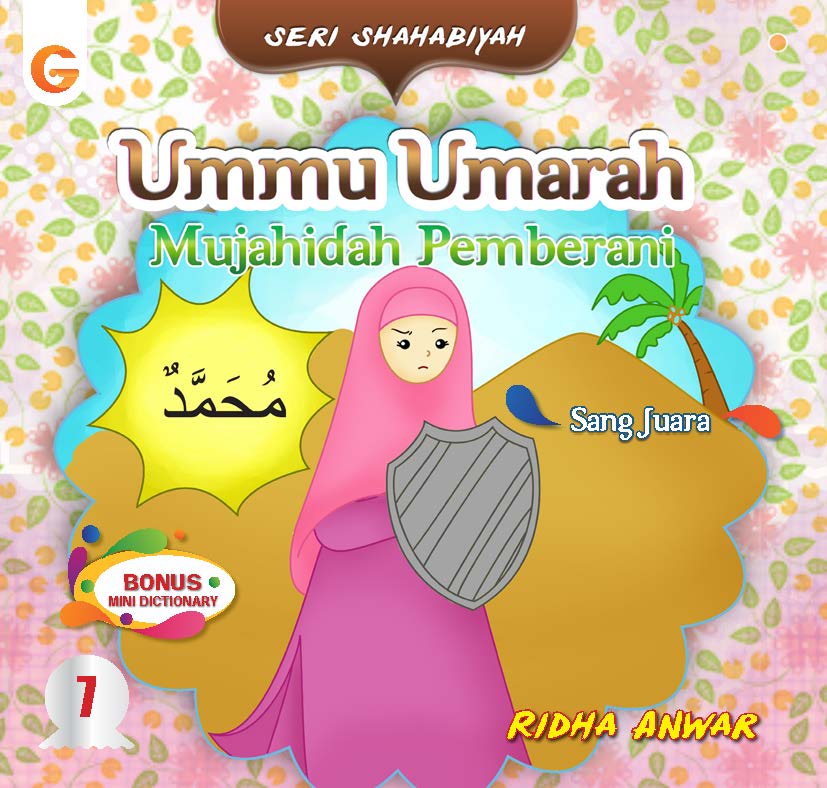 G
SERI SHAHABIYAH
Ummu Umarah
Mujahidah Pemberani
مُحَمَّدٌ
Sang Juara
BONUS
MINI DICTIONARY
7
RIDHA ANWAR